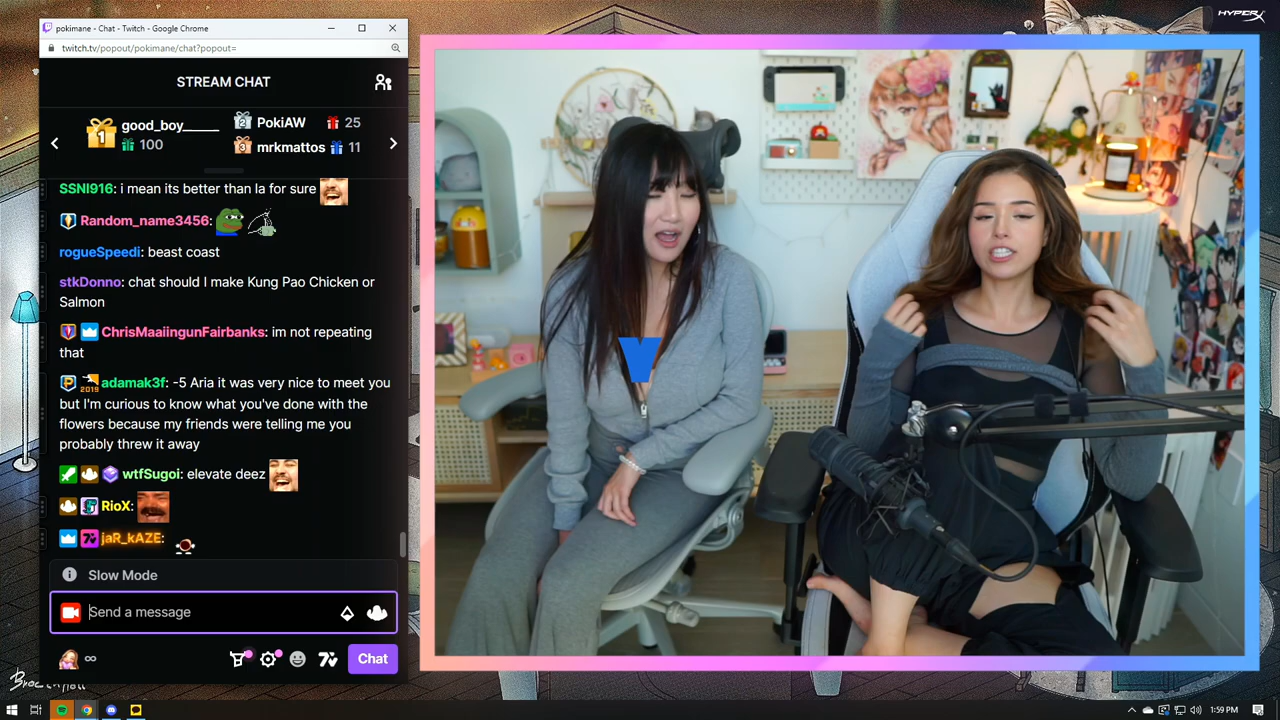 HYPERX
pokimane - Chat - Twitch - Google Chrome
twitch.tv/popout/pokimane/chat?popout=
STREAM CHAT
1 good_boy_____ 100
2 PokiAW 25
3 mrkmattos 11
SSNI916: i mean its better than la for sure
Random_name3456:
rogueSpeedi: beast coast
stkDonno: chat should I make Kung Pao Chicken or
Salmon
ChrisMaaiingunFairbanks: im not repeating
that
2019 adamak3f: -5 Aria it was very nice to meet you
but I'm curious to know what you've done with the
flowers because my friends were telling me you
probably threw it away
wtfSugoi: elevate deez
RioX:
jaR_kAZE:
Slow Mode
Send a message
Chat
1:59 PM